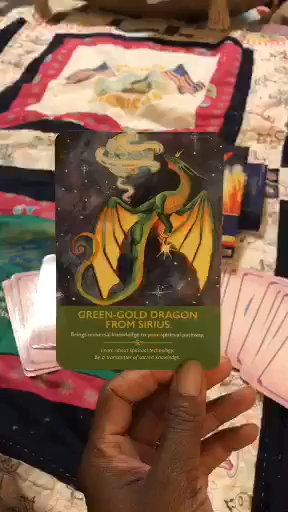 GREEN-GOLD DRAGON
FROM SIRIUS
Brings universal knowledge to your spiritual pathway.
Learn about spiritual technology.
Be a translator of sacred knowledge.